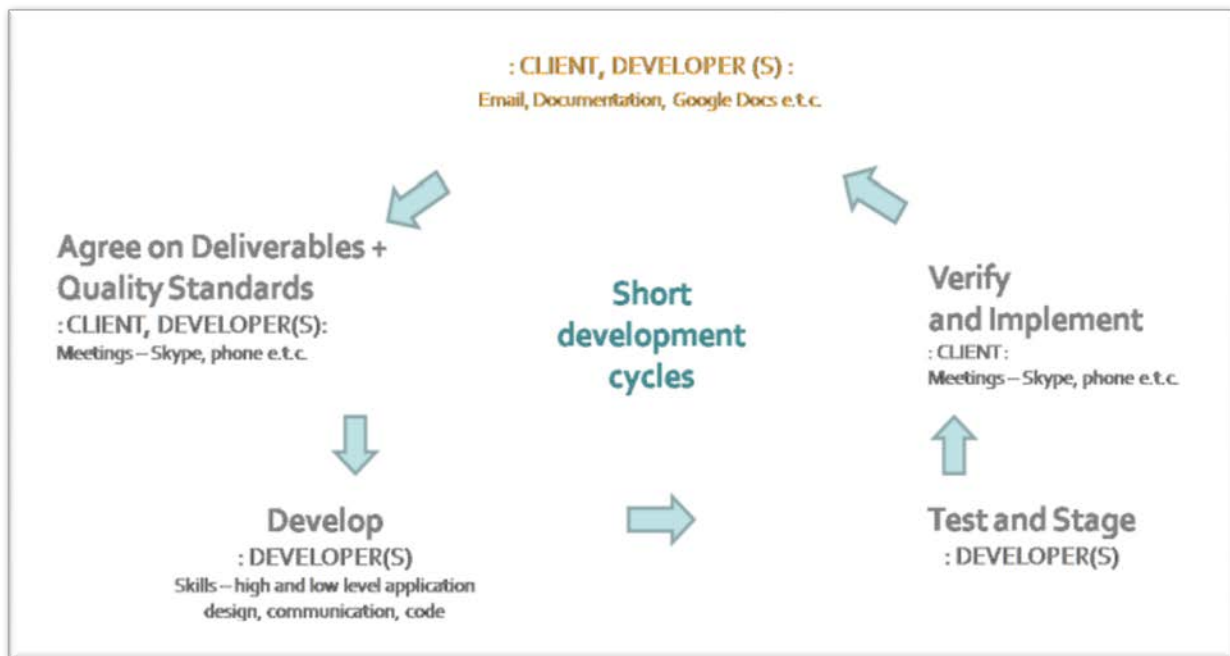 : CLIENT, DEVELOPER (S) :
Email, Documentation, Google Docs e.t.c.
Agree on Deliverables +
Quality Standards
: CLIENT, DEVELOPER(S):
Meetings – Skype, phone e.t.c.
Short
development
cycles
Verify
and Implement
: CLIENT :
Meetings – Skype, phone e.t.c.
Develop
: DEVELOPER(S)
Skills – high and low level application
design, communication, code
Test and Stage
: DEVELOPER(S)